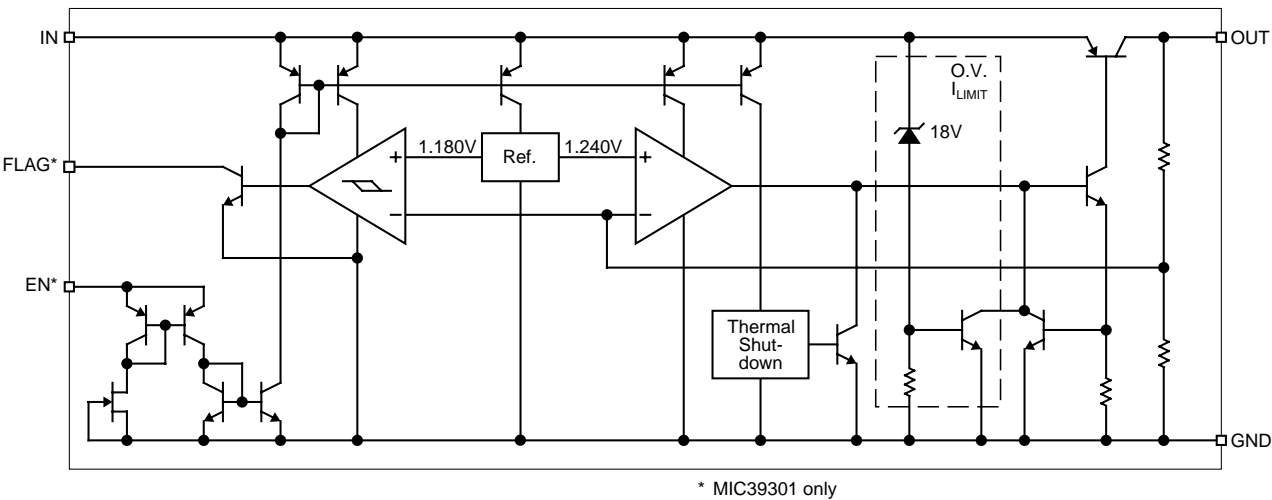 IN
OUT
O.V.
ILIMIT
18V
FLAG*
+
1.180V
Ref.
1.240V
+
−
−
EN*
Thermal
Shut-
down
GND
* MIC39301 only